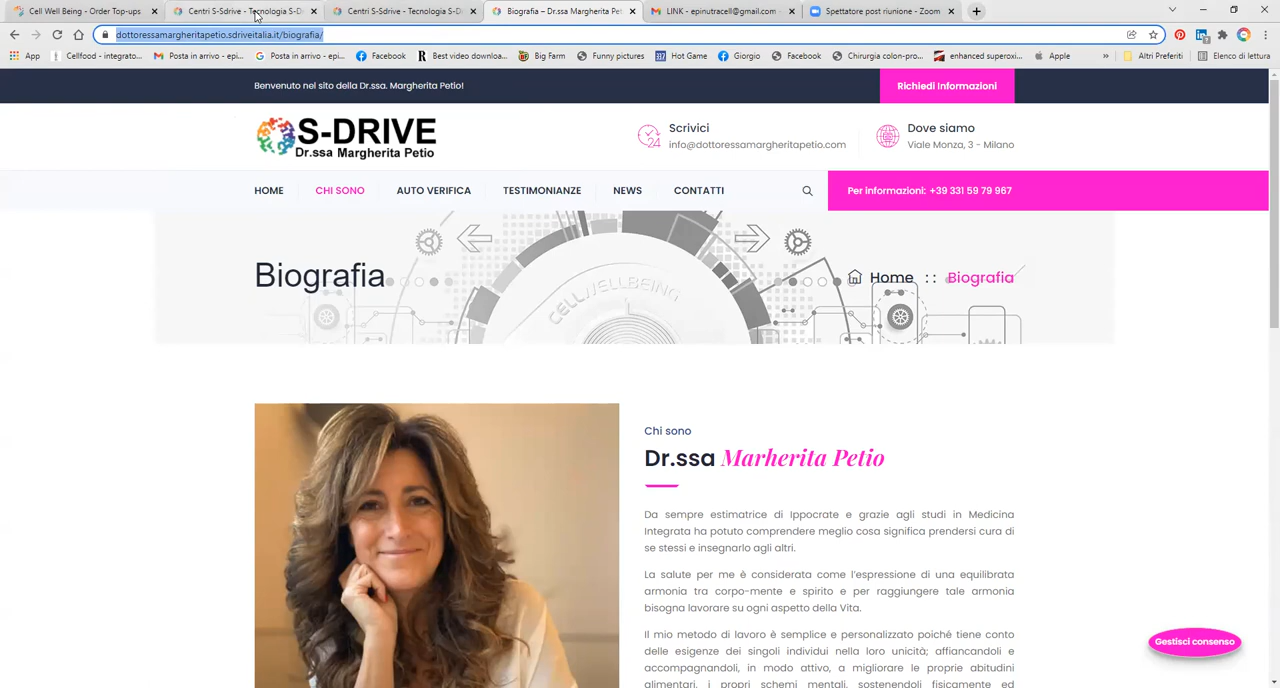 Cell Well Being - Order Top-ups
Centri S-Sdrive - Tecnologia S-D
Centri S-Sdrive - Tecnologia S-D
Biografia – Dr.ssa Margherita Pet
LINK - epinutracell@gmail.com
Spettatore post riunione - Zoom
dottoressamargheritapetio.sdriveitalia.it/biografia/
App
Cellfood - integrato...
Posta in arrivo - epi...
Posta in arrivo - epi...
Facebook
Best video downloa...
Big Farm
Funny pictures
Hot Game
Giorgio
Facebook
Chirurgia colon-pro...
enhanced superoxi...
Apple
»
Altri Preferiti
Elenco di lettura
Benvenuto nel sito della Dr.ssa. Margherita Petio!
Richiedi Informazioni
S-DRIVE
Dr.ssa Margherita Petio
24
Scrivici
info@dottoressamargheritapetio.com
Dove siamo
Viale Monza, 3 - Milano
HOME
CHI SONO
AUTO VERIFICA
TESTIMONIANZE
NEWS
CONTATTI
Per informazioni: +39 331 59 79 967
CELLWELLBEING
Biografia
Home :: Biografia
Chi sono
Dr.ssa Marherita Petio
Da sempre estimatrice di Ippocrate e grazie agli studi in Medicina
Integrata ha potuto comprendere meglio cosa significa prendersi cura di
se stessi e insegnarlo agli altri.
La salute per me è considerata come l'espressione di una equilibrata
armonia tra corpo-mente e spirito e per raggiungere tale armonia
bisogna lavorare su ogni aspetto della Vita.
Il mio metodo di lavoro è semplice e personalizzato poiché tiene conto
delle esigenze dei singoli individui nella loro unicità; affiancandoli e
accompagnandoli, in modo attivo, a migliorare le proprie abitudini
alimentari, i propri schemi mentali, sostenendoli fisicamente ed
Gestisci consenso